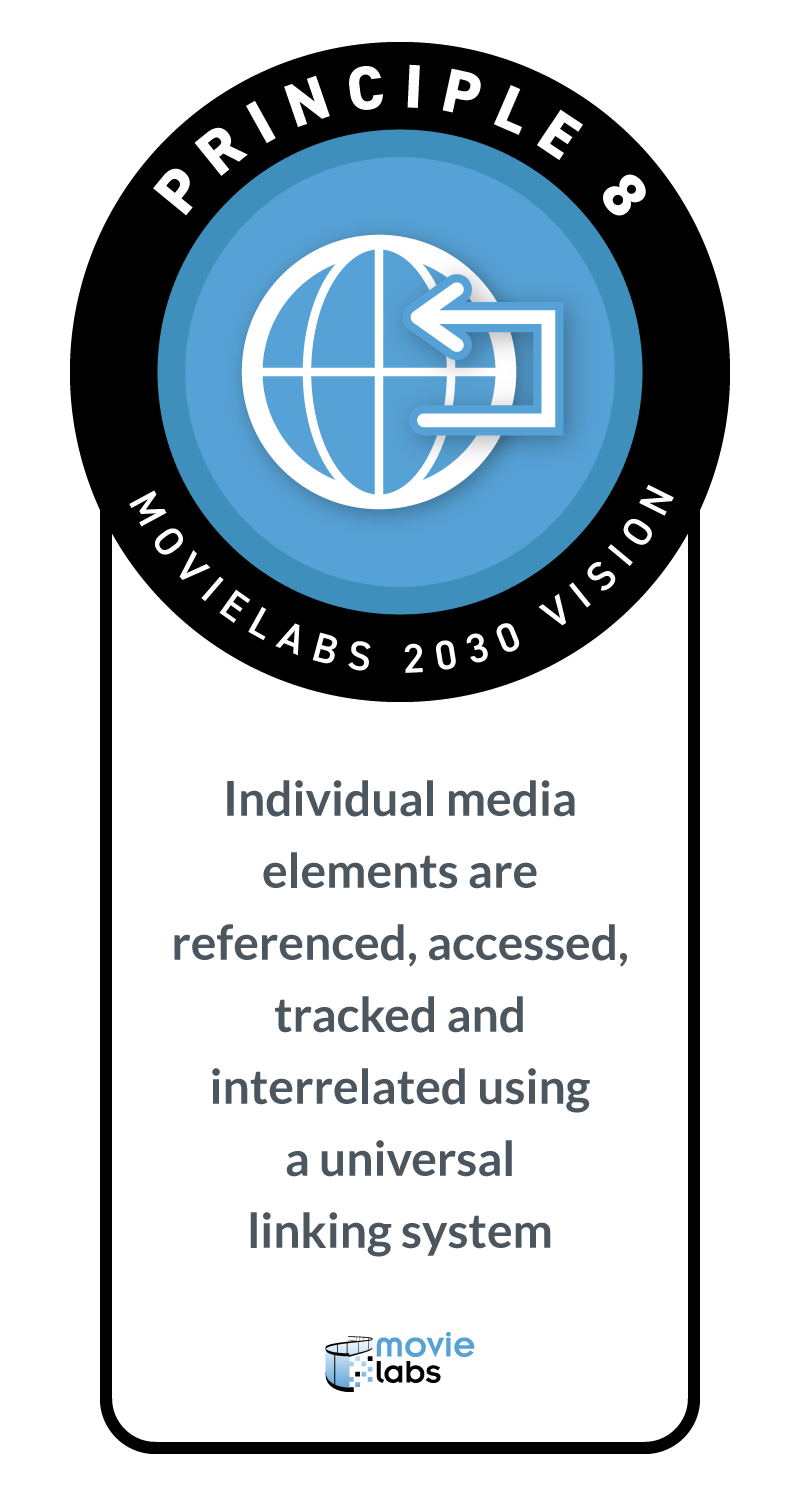 PRINCIPLE 8
MOVIELABS 2030 VISION
Individual media
elements are
referenced, accessed,
tracked and
interrelated using
a universal
linking system
movie
labs